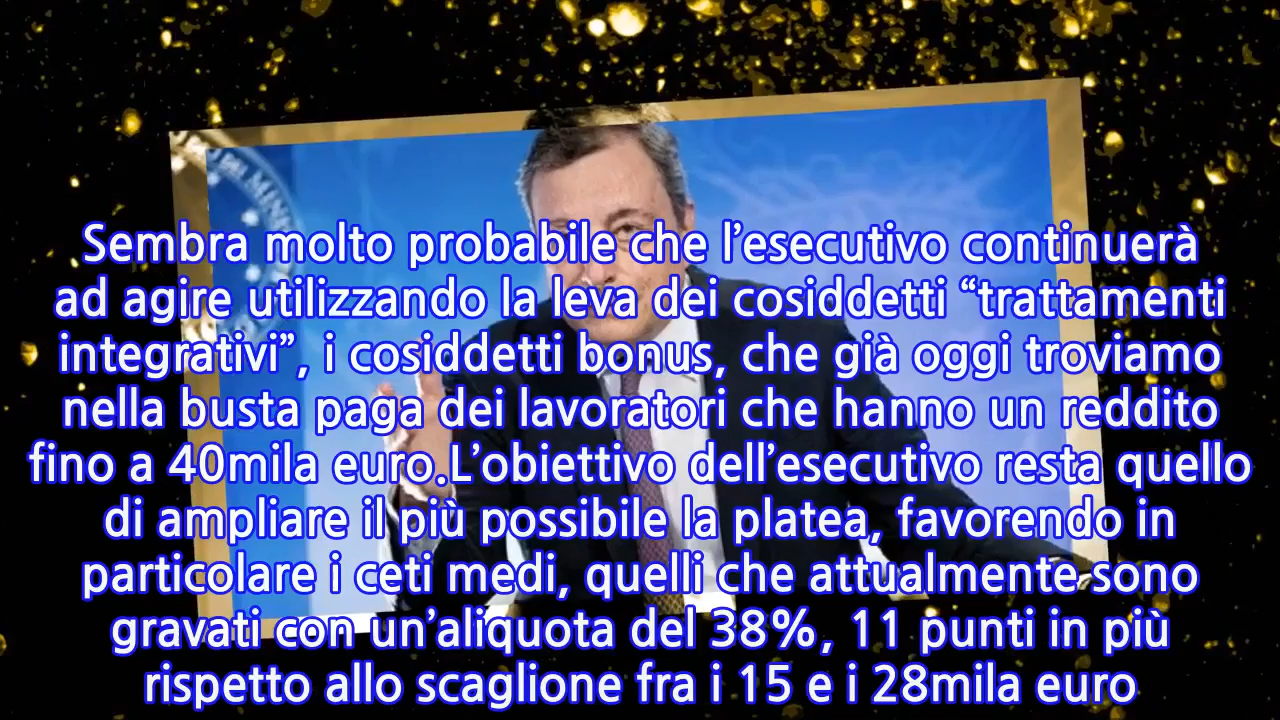 Sembra molto probabile che l’esecutivo continuerà
ad agire utilizzando la leva dei cosiddetti “trattamenti
integrativi”, i cosiddetti bonus, che già oggi troviamo
nella busta paga dei lavoratori che hanno un reddito
fino a 40mila euro.L’obiettivo dell’esecutivo resta quello
di ampliare il più possibile la platea, favorendo in
particolare i ceti medi, quelli che attualmente sono
gravati con un’aliquota del 38%, 11 punti in più
rispetto allo scaglione fra i 15 e i 28mila euro